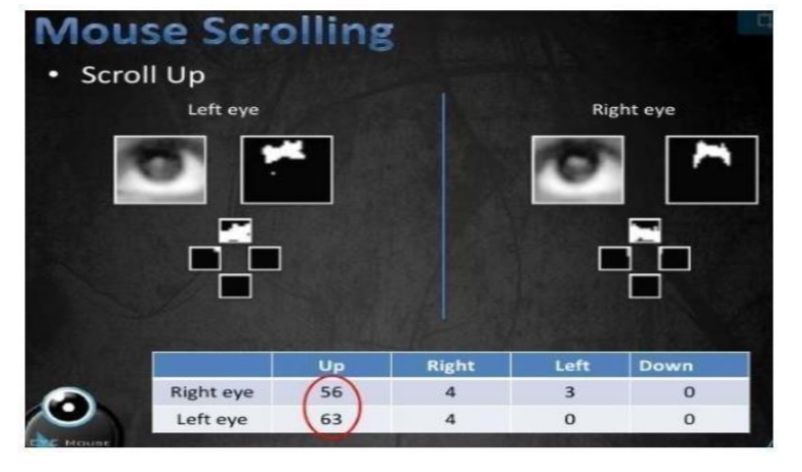 Mouse Scrolling
• Scroll Up
Left eye
Right eye
Up Right Left Down
Right eye 56 4 3 0
Left eye 63 4 0 0
EYE Mouse